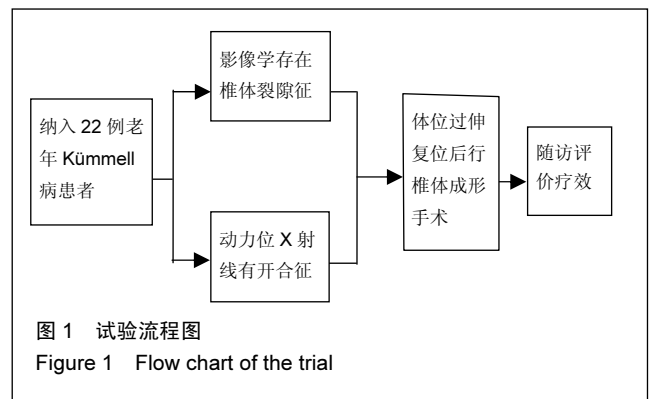 纳入 22 例老
年 Kümmell
病患者
影像学存在
椎体裂隙征
动力位 X 射
线有开合征
体位过伸
复位后行
椎体成形
手术
随访评
价疗效
图 1 试验流程图
Figure 1 Flow chart of the trial